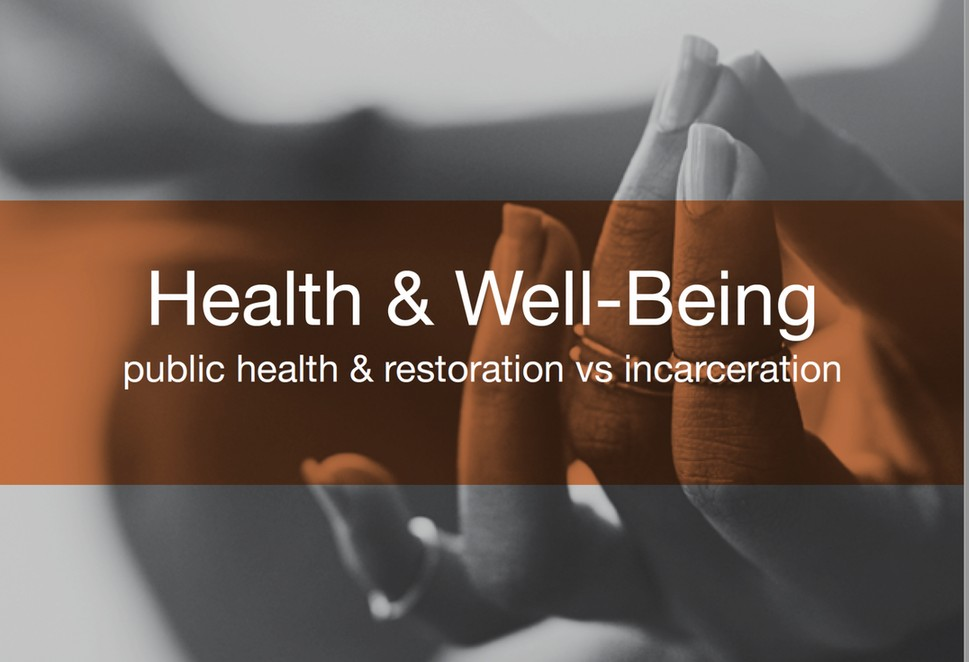 Health & Well-Being
public health & restoration vs incarceration